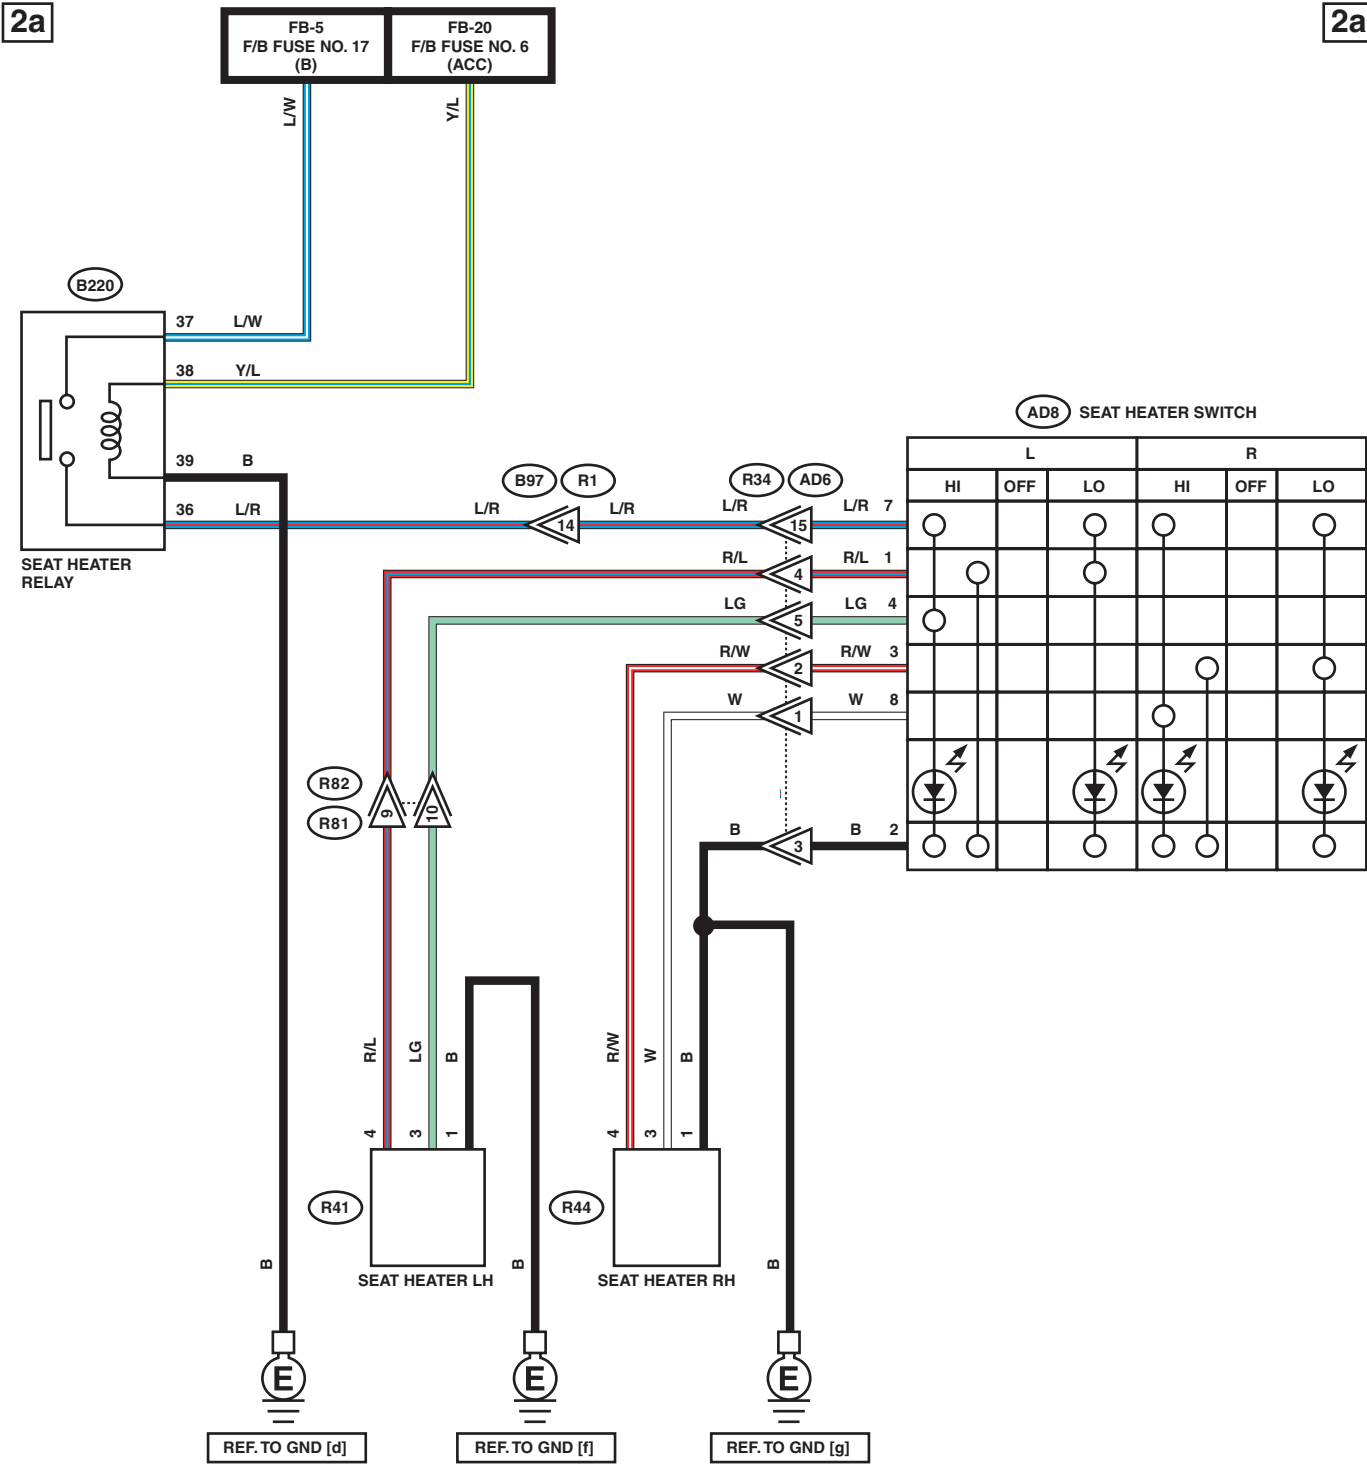 2a
2a
FB-5
F/B FUSE NO. 17
(B)
FB-20
F/B FUSE NO. 6
(ACC)
L/W
Y/L
B220
37 L/W
38 Y/L
39 B
36 L/R
SEAT HEATER
RELAY
B97 R1
L/R 14 L/R
R34 AD6
L/R 15 L/R 7
R/L 4 R/L 1
LG 5 LG 4
R/W 2 R/W 3
W 1 W 8
B 3 B 2
AD8 SEAT HEATER SWITCH
L R
HI OFF LO HI OFF LO
R82
R81
9 10
R/L LG B
4 3 1
R/W W B
4 3 1
R41
SEAT HEATER LH
R44
SEAT HEATER RH
B B B
E E E
REF. TO GND [d]
REF. TO GND [f]
REF. TO GND [g]